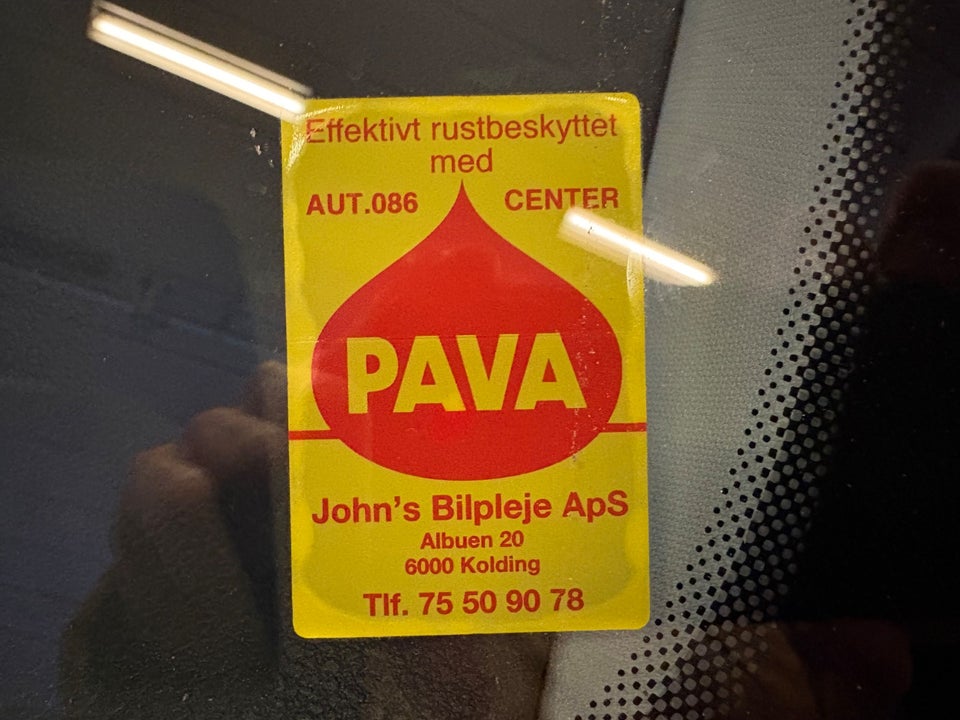 Effektivt rustbeskyttet
med
AUT.086 CENTER
PAVA
John's Bilpleje ApS
Albuen 20
6000 Kolding
Tlf. 75 50 90 78